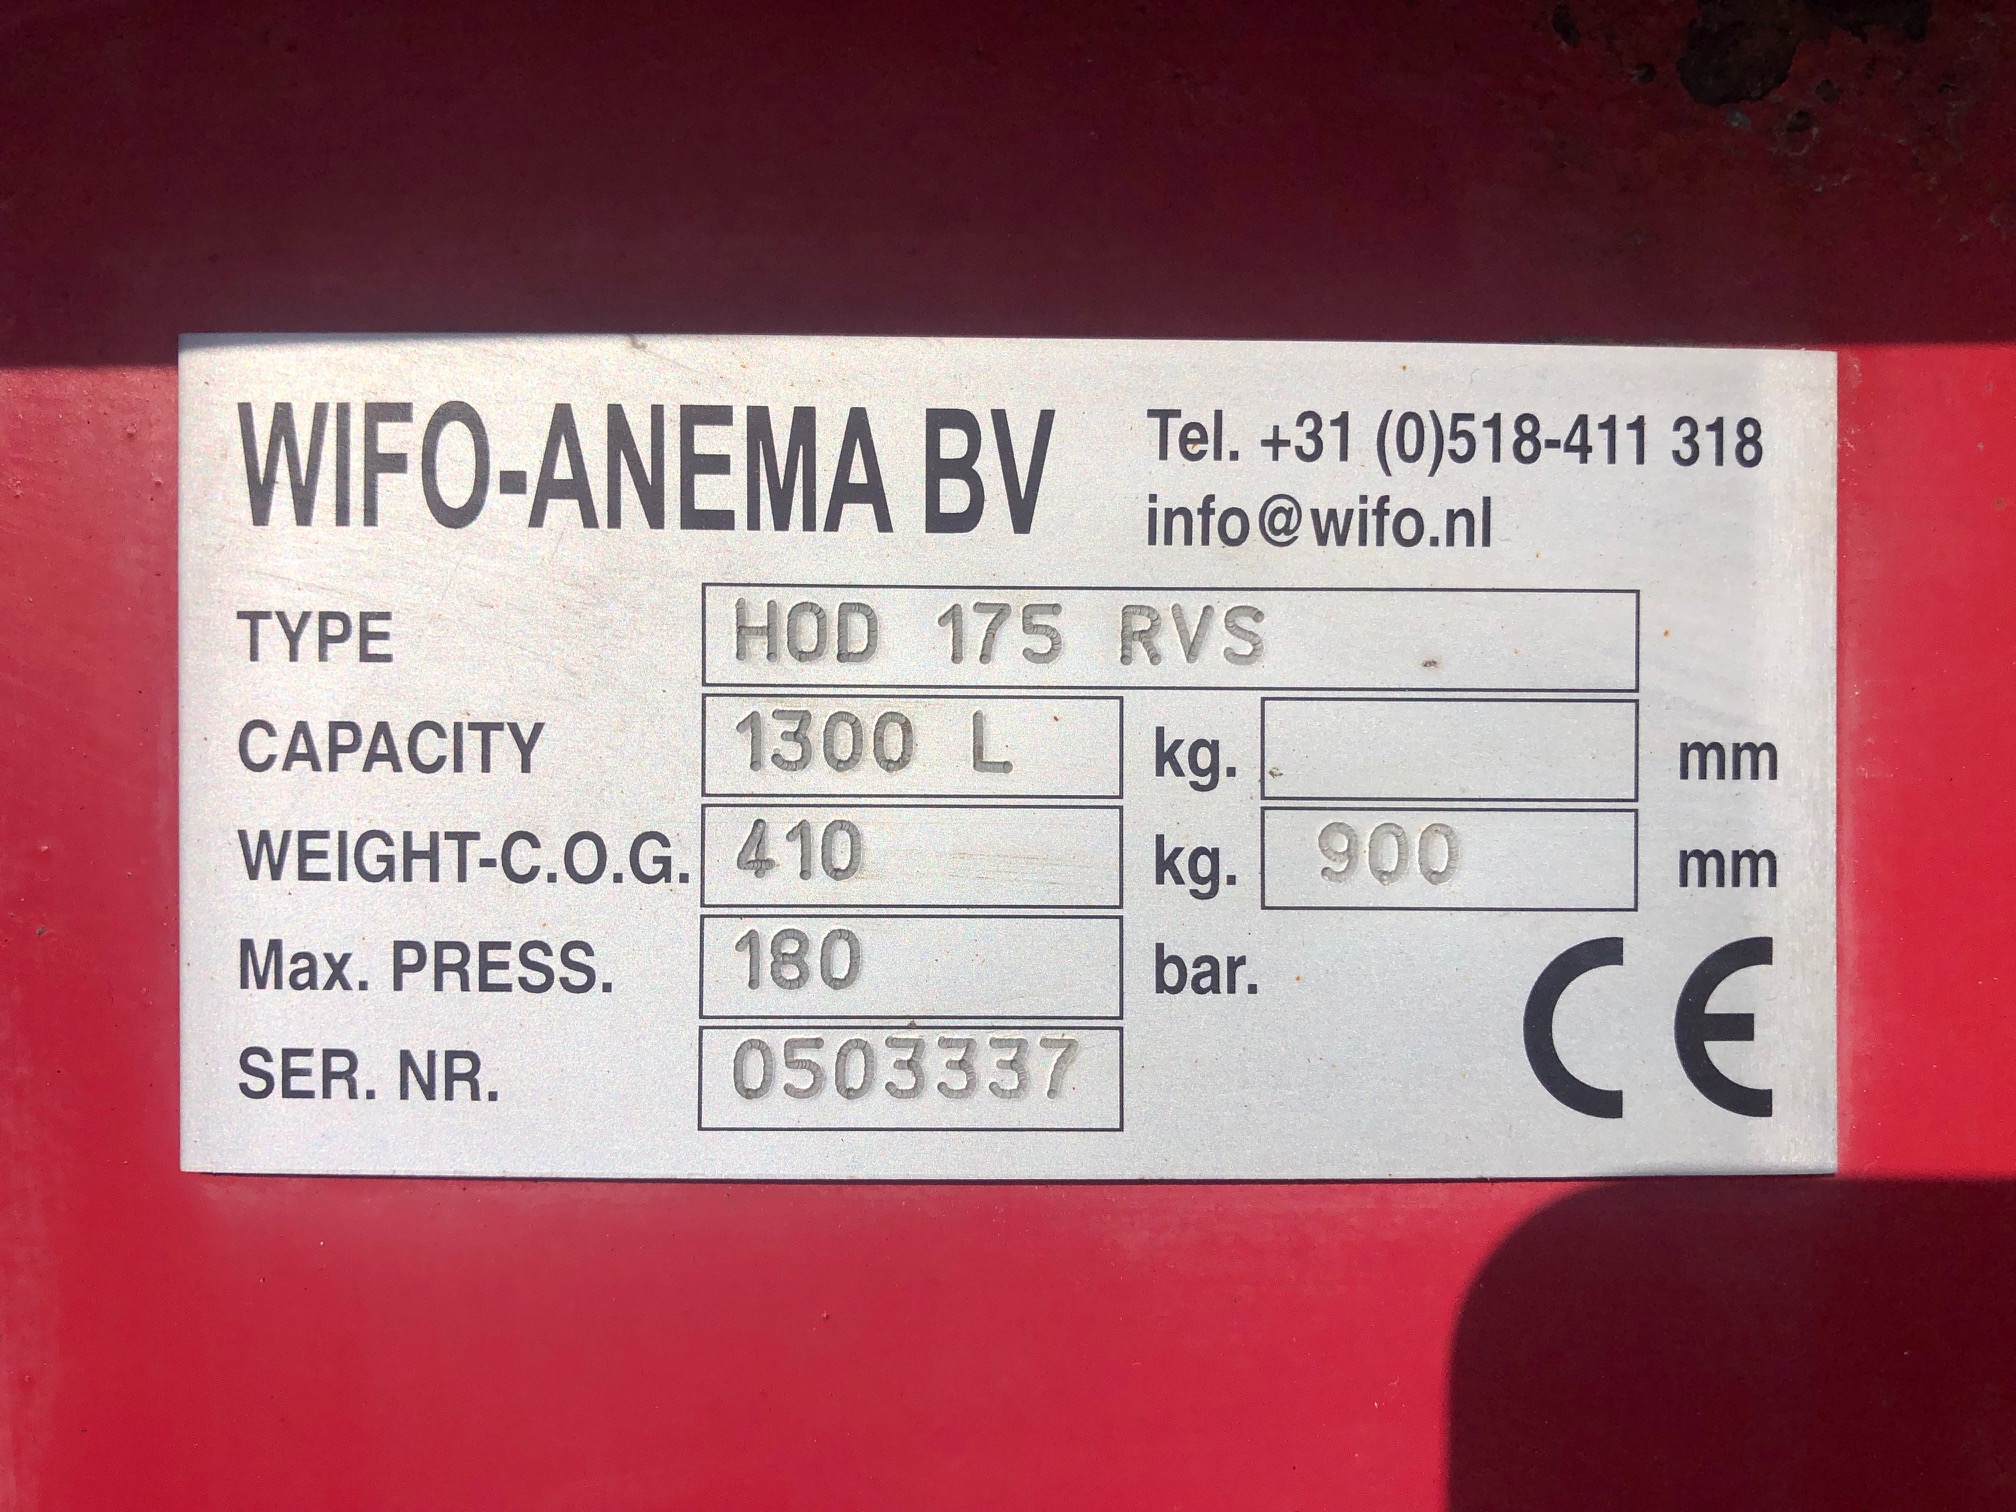 WIFO-ANEMA BV
Tel. +31 (0)518-411 318
info@wifo.nl
TYPE HOD 175 RVS
CAPACITY 1300 L kg. mm
WEIGHT-C.O.G. 410 kg. 900 mm
Max. PRESS. 180 bar.
SER. NR. 0503337
CE